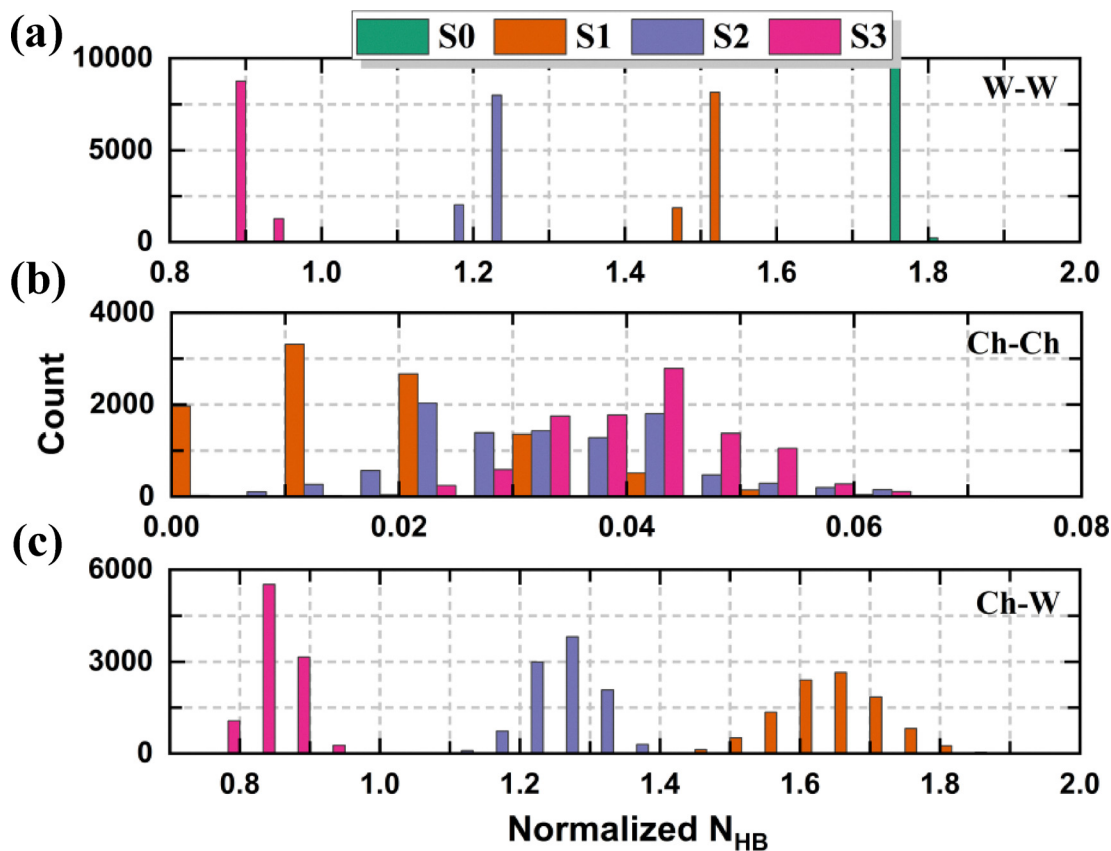 (a)
S0 S1 S2 S3
W-W
10000
5000
0
0.8 1.0 1.2 1.4 1.6 1.8 2.0
(b)
Ch-Ch
4000
2000
0
0.00 0.02 0.04 0.06 0.08
Count
(c)
Ch-W
6000
3000
0
0.8 1.0 1.2 1.4 1.6 1.8 2.0
Normalized N_HB